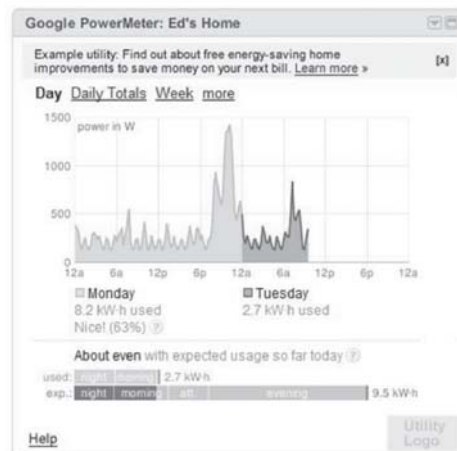 Google PowerMeter: Ed's Home
Example utility: Find out about free energy-saving home
improvements to save money on your next bill. Learn more »
[x]
Day Daily Totals Week more
1500
power in W
1000
500
0
12a 6a 12p 6p 12a 6a 12p 6p 12a
Monday
8.2 kW·h used
Nice! (63%) ?
Tuesday
2.7 kW·h used
About even with expected usage so far today ?
used: night morning 2.7 kW·h
exp.: night morning aft. evening 9.5 kW·h
Help
Utility
Logo